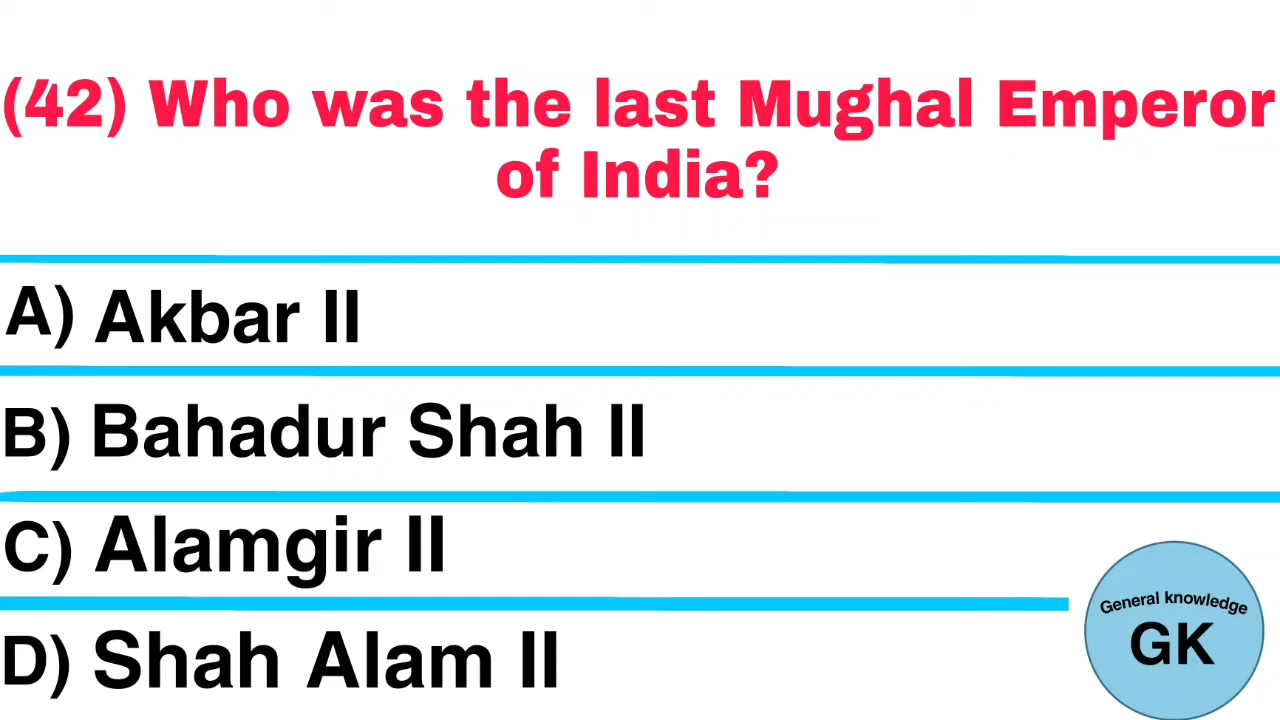 (42) Who was the last Mughal Emperor
of India?
A) Akbar II
B) Bahadur Shah II
C) Alamgir II
D) Shah Alam II
General knowledge
GK